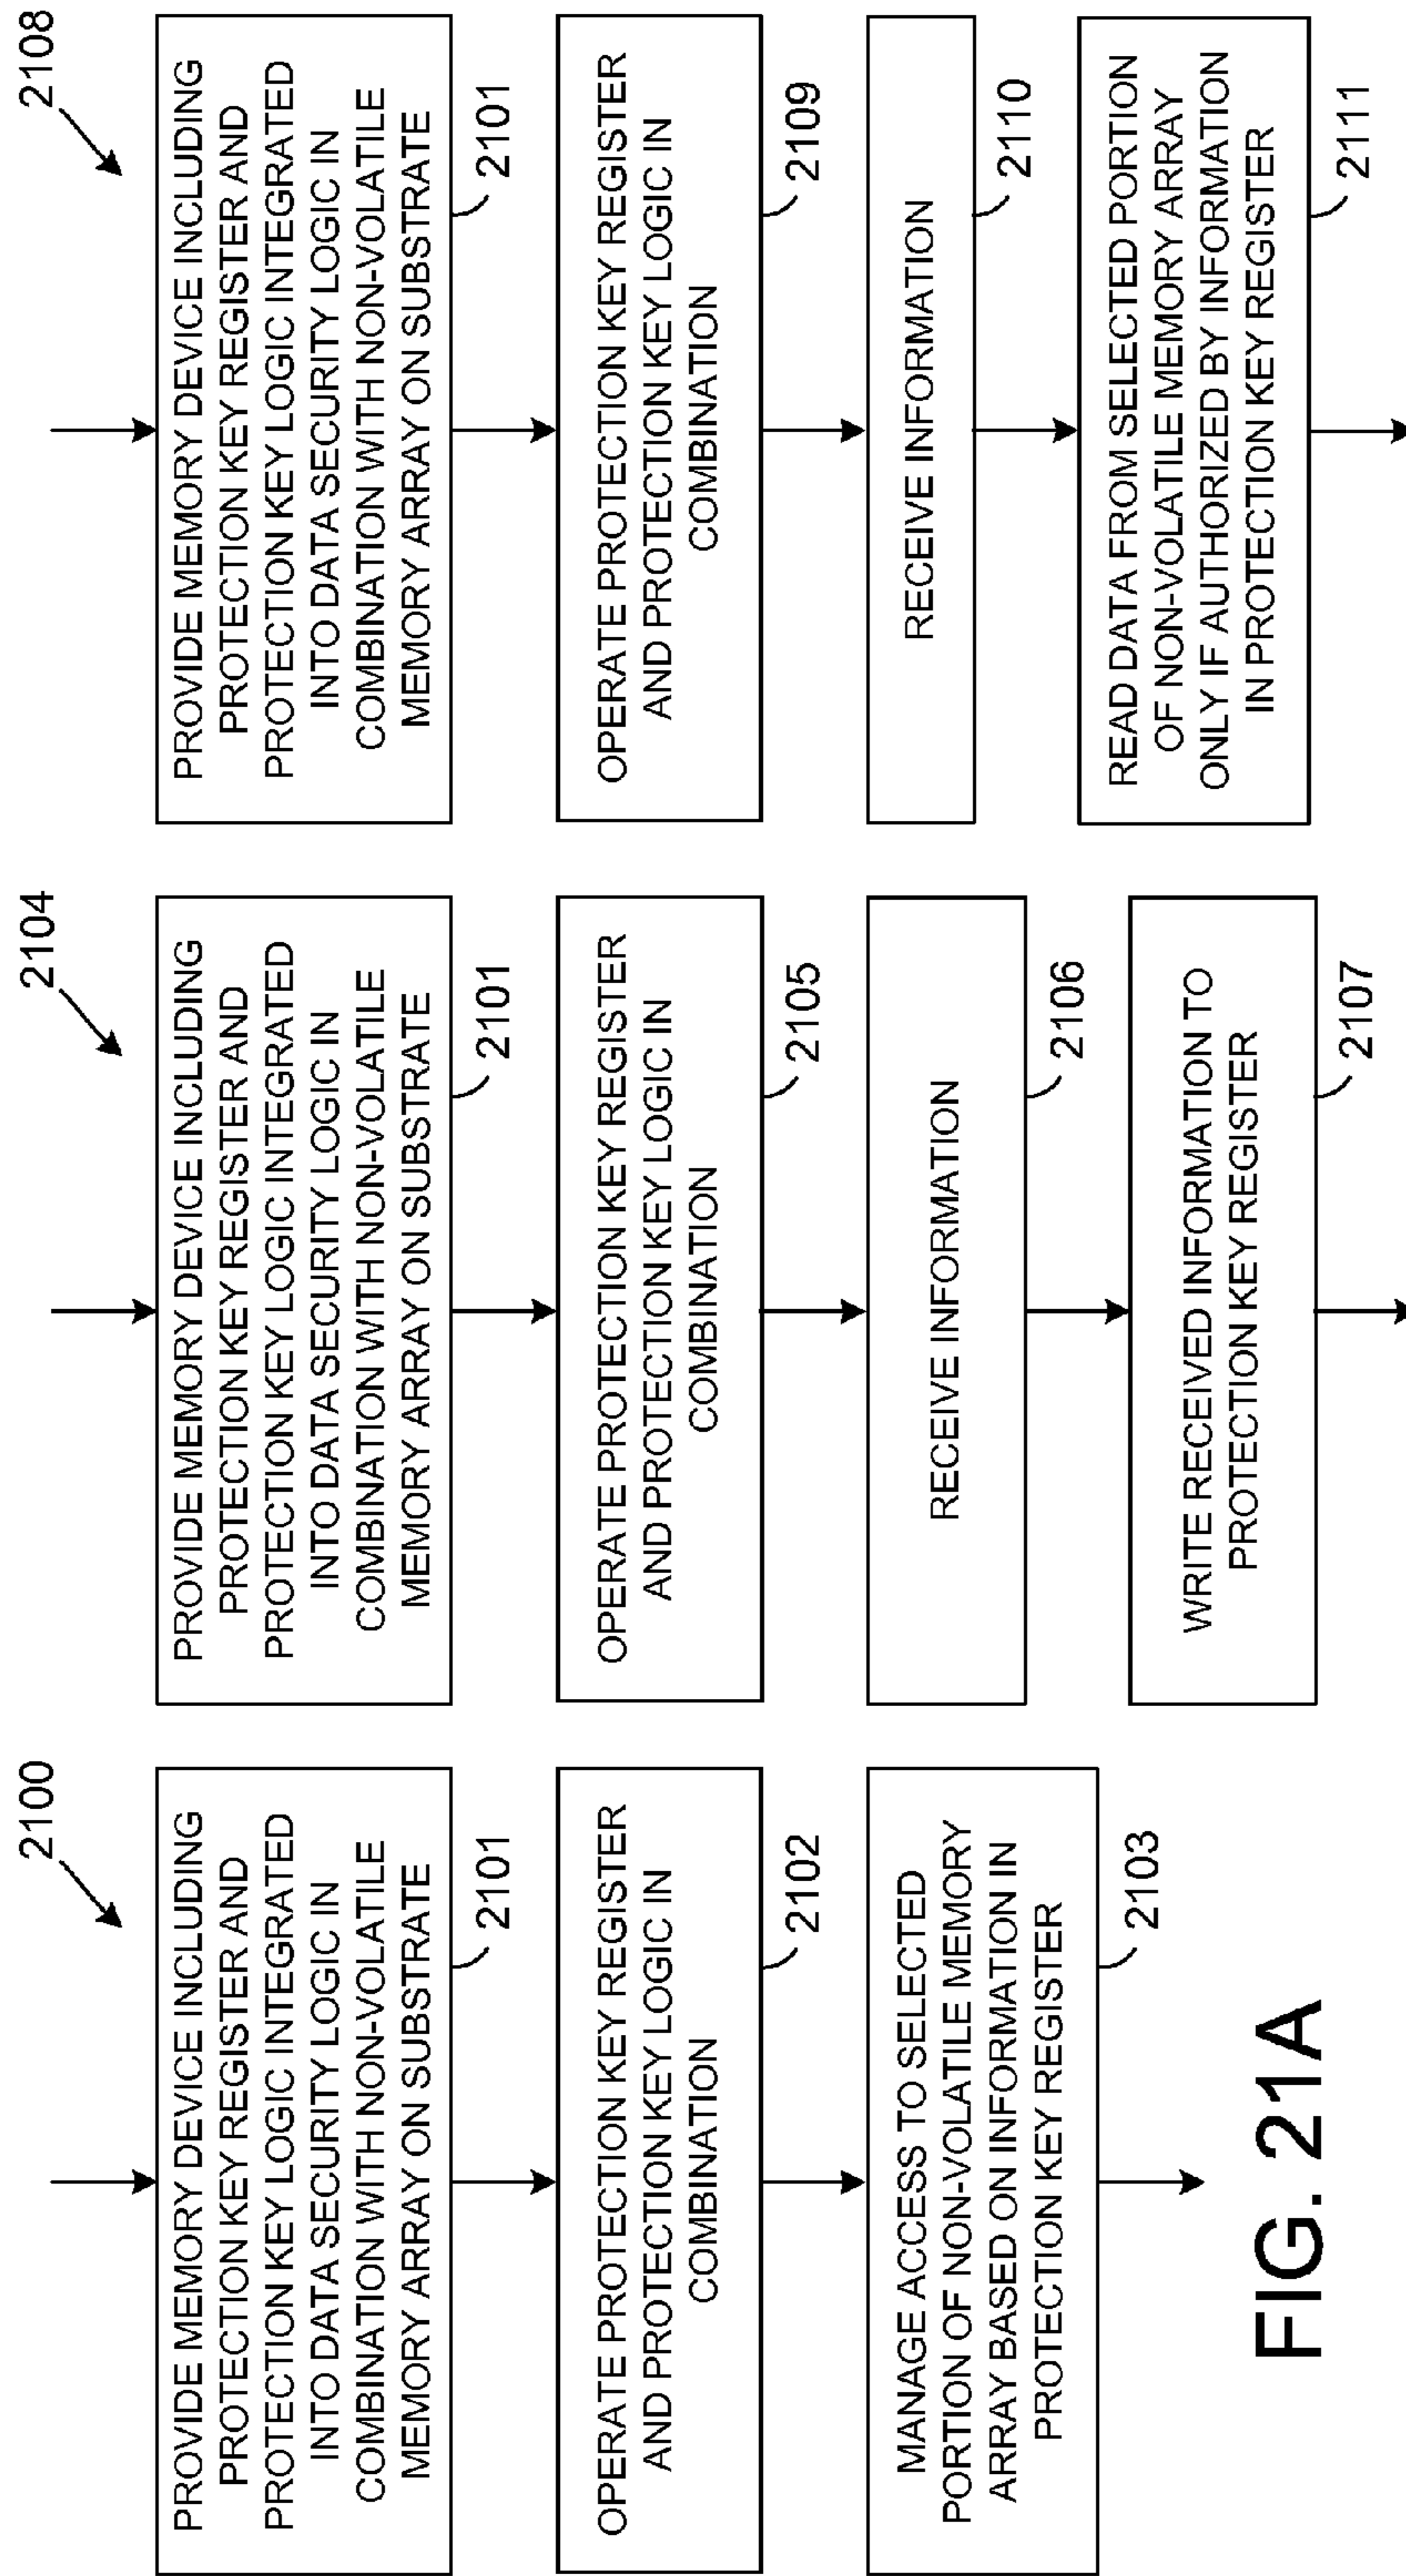 2100
PROVIDE MEMORY DEVICE INCLUDING
PROTECTION KEY REGISTER AND
PROTECTION KEY LOGIC INTEGRATED
INTO DATA SECURITY LOGIC IN
COMBINATION WITH NON-VOLATILE
MEMORY ARRAY ON SUBSTRATE
2101
OPERATE PROTECTION KEY REGISTER
AND PROTECTION KEY LOGIC IN
COMBINATION
2102
MANAGE ACCESS TO SELECTED
PORTION OF NON-VOLATILE MEMORY
ARRAY BASED ON INFORMATION IN
PROTECTION KEY REGISTER
2103
2104
PROVIDE MEMORY DEVICE INCLUDING
PROTECTION KEY REGISTER AND
PROTECTION KEY LOGIC INTEGRATED
INTO DATA SECURITY LOGIC IN
COMBINATION WITH NON-VOLATILE
MEMORY ARRAY ON SUBSTRATE
2101
OPERATE PROTECTION KEY REGISTER
AND PROTECTION KEY LOGIC IN
COMBINATION
2105
RECEIVE INFORMATION
2106
WRITE RECEIVED INFORMATION TO
PROTECTION KEY REGISTER
2107
2108
PROVIDE MEMORY DEVICE INCLUDING
PROTECTION KEY REGISTER AND
PROTECTION KEY LOGIC INTEGRATED
INTO DATA SECURITY LOGIC IN
COMBINATION WITH NON-VOLATILE
MEMORY ARRAY ON SUBSTRATE
2101
OPERATE PROTECTION KEY REGISTER
AND PROTECTION KEY LOGIC IN
COMBINATION
2109
RECEIVE INFORMATION
2110
READ DATA FROM SELECTED PORTION
OF NON-VOLATILE MEMORY ARRAY
ONLY IF AUTHORIZED BY INFORMATION
IN PROTECTION KEY REGISTER
2111
FIG. 21A